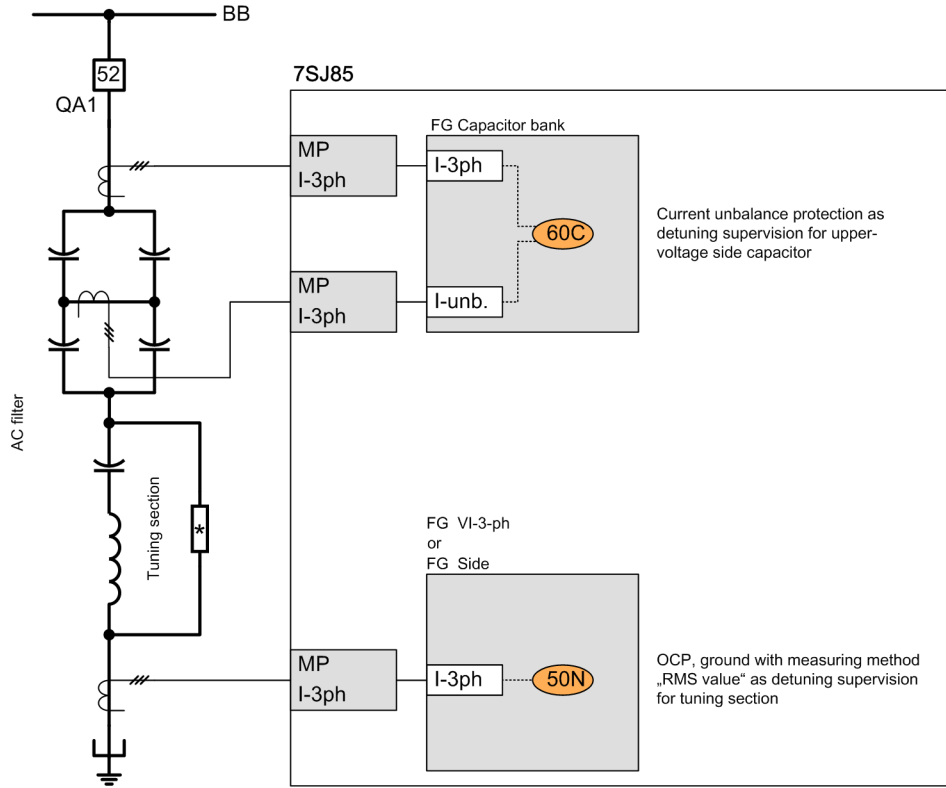 BB
52
QA1
7SJ85
FG Capacitor bank
MP
I-3ph
I-3ph
60C
Current unbalance protection as
detuning supervision for upper-
voltage side capacitor
MP
I-3ph
I-unb.
AC filter
Tuning section
*
FG VI-3-ph
or
FG Side
MP
I-3ph
I-3ph
50N
OCP, ground with measuring method
„RMS value“ as detuning supervision
for tuning section